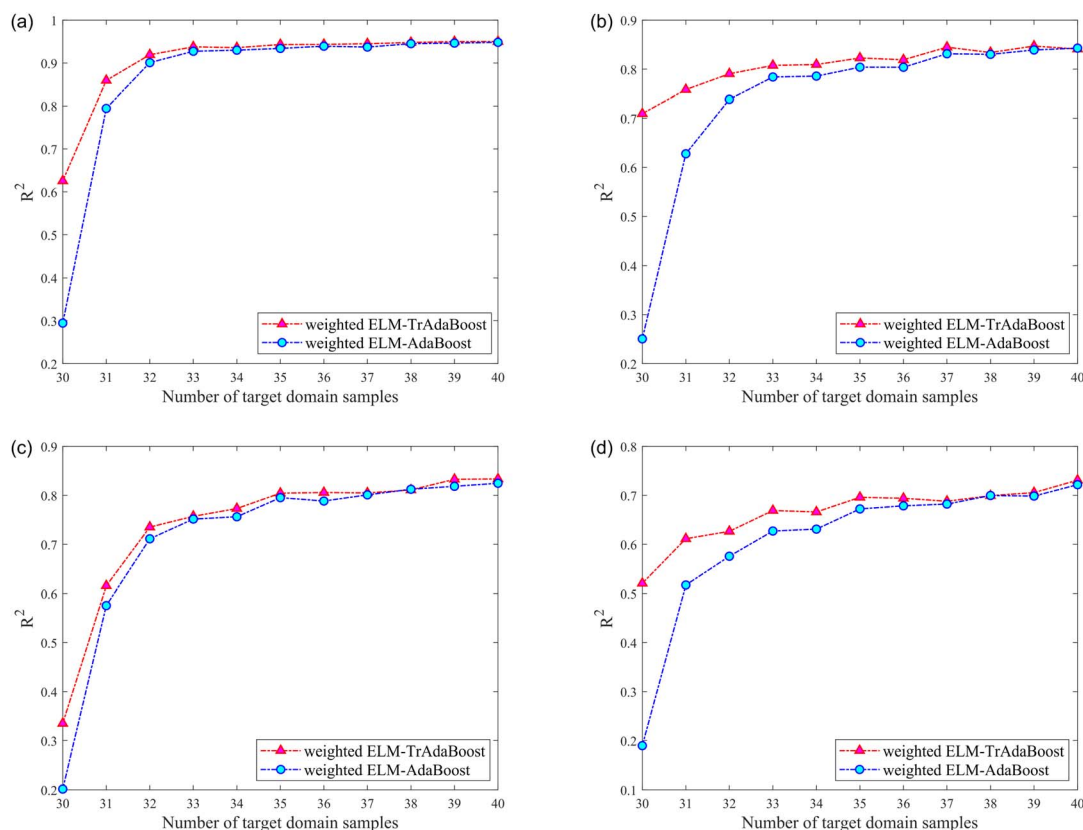 (a)
1
0.9
0.8
0.7
0.6
0.5
0.4
0.3
0.2
R²
weighted ELM-TrAdaBoost
weighted ELM-AdaBoost
30 31 32 33 34 35 36 37 38 39 40
Number of target domain samples
(b)
0.9
0.8
0.7
0.6
0.5
0.4
0.3
0.2
R²
weighted ELM-TrAdaBoost
weighted ELM-AdaBoost
30 31 32 33 34 35 36 37 38 39 40
Number of target domain samples
(c)
0.9
0.8
0.7
0.6
0.5
0.4
0.3
0.2
R²
weighted ELM-TrAdaBoost
weighted ELM-AdaBoost
30 31 32 33 34 35 36 37 38 39 40
Number of target domain samples
(d)
0.8
0.7
0.6
0.5
0.4
0.3
0.2
0.1
R²
weighted ELM-TrAdaBoost
weighted ELM-AdaBoost
30 31 32 33 34 35 36 37 38 39 40
Number of target domain samples